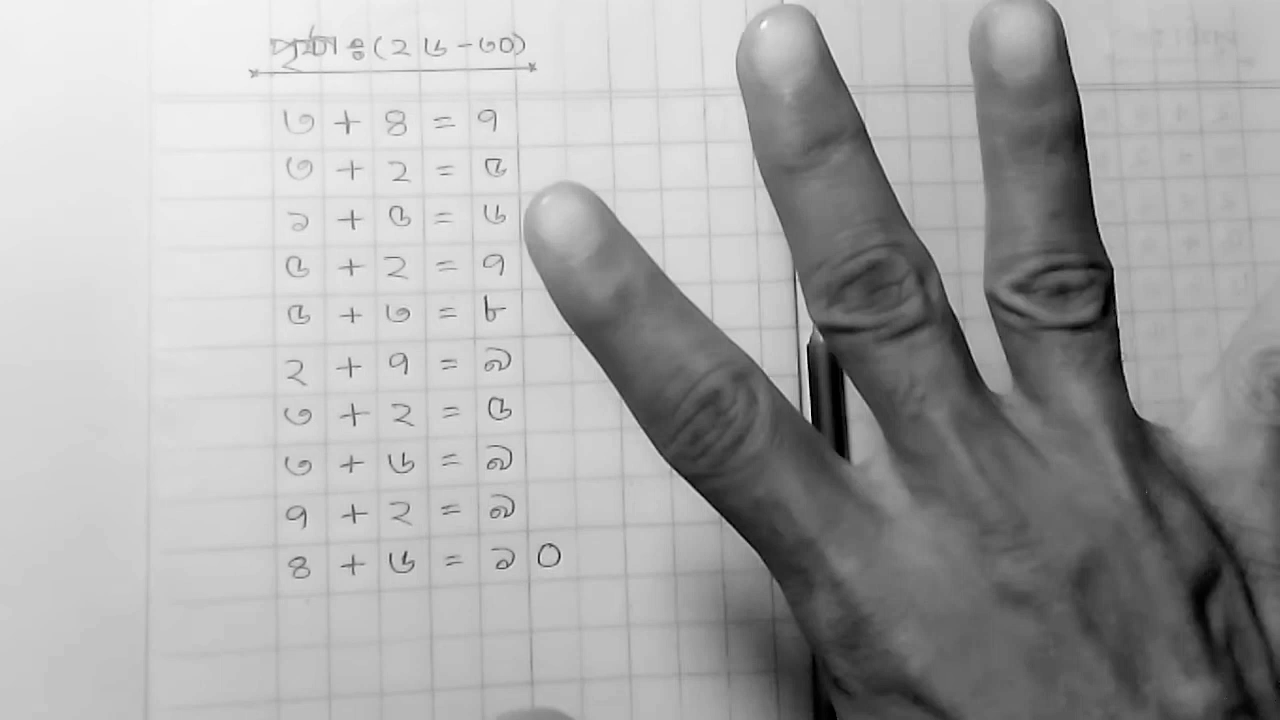 পৃষ্ঠা ঃ (২৬-৩০)
৩ + ৪ = ৭
৩ + ২ = ৫
১ + ৫ = ৬
৫ + ২ = ৭
৫ + ৩ = ৮
২ + ৭ = ৯
৩ + ২ = ৫
৩ + ৬ = ৯
৭ + ২ = ৯
৪ + ৬ = ১০